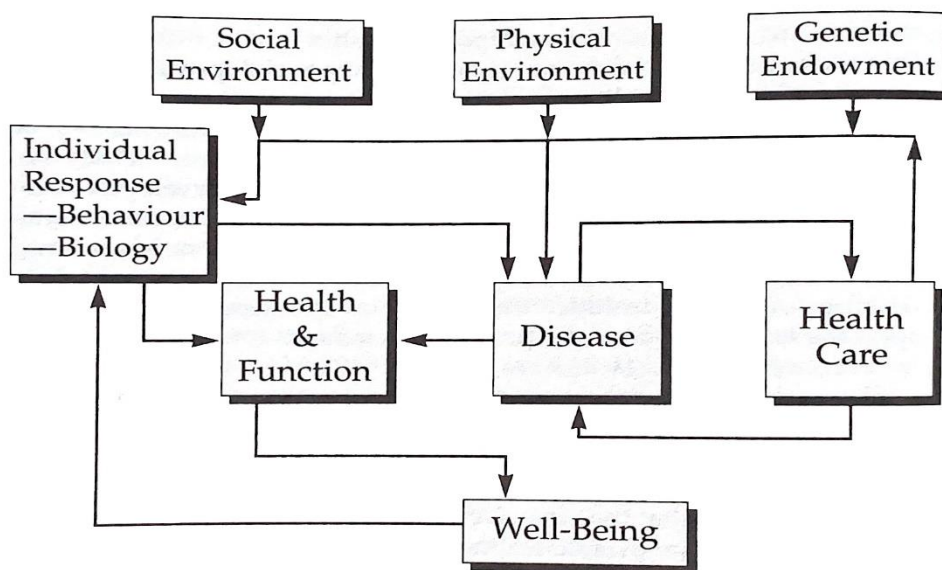 Social
Environment
Physical
Environment
Genetic
Endowment
Individual
Response
—Behaviour
—Biology
Health
&
Function
Disease
Health
Care
Well-Being